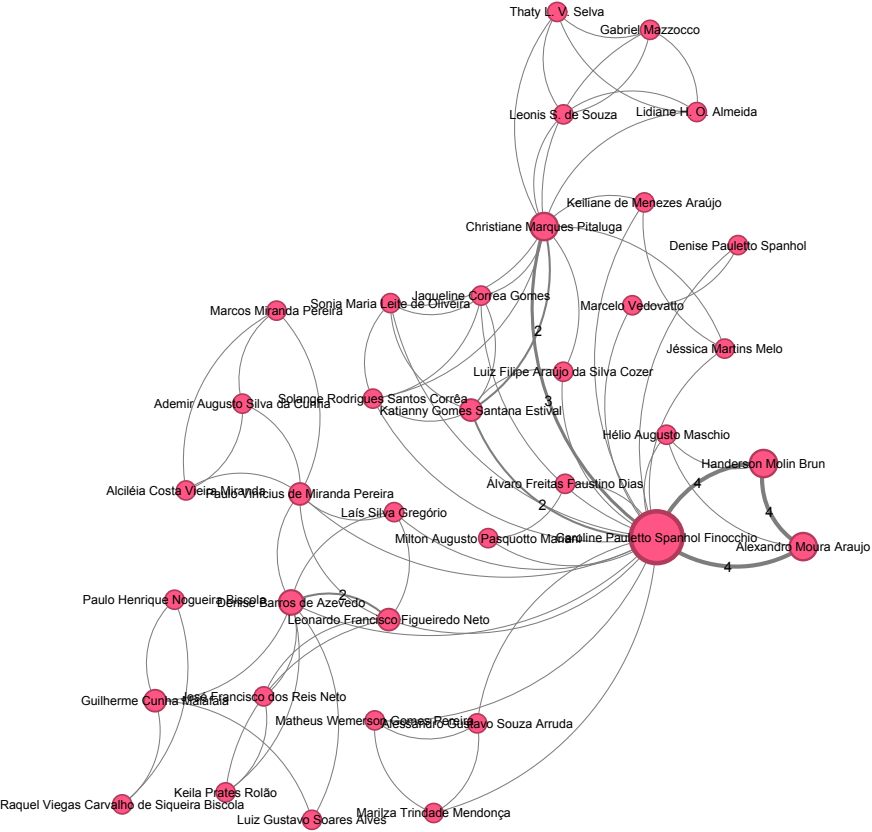 Thaty L. V. Selva
Gabriel Mazzocco
Leonis S. de Souza
Lidiane H. O. Almeida
Keiliane de Menezes Araújo
Christiane Marques Pitaluga
Denise Pauletto Spanhol
Jaqueline Correa Gomes
Sonia Maria Leite de Oliveira
Marcelo Vedovatto
Marcos Miranda Pereira
2
Jéssica Martins Melo
Luiz Filipe Araújo da Silva Cozer
Solange Rodrigues Santos Corrêa
3
Ademir Augusto Silva da Cunha
Katianny Gomes Santana Estival
Hélio Augusto Maschio
Handerson Molin Brun
4
Álvaro Freitas Faustino Dias
Alciléia Costa Vieira Miranda
Paulo Vinicius de Miranda Pereira
2
Laís Silva Gregório
4
Milton Augusto Pasquotto Mariani
Caroline Pauletto Spanhol Finocchio
Alexandro Moura Araujo
4
2
Paulo Henrique Nogueira Biscola
Denise Barros de Azevedo
Leonardo Francisco Figueiredo Neto
José Francisco dos Reis Neto
Guilherme Cunha Malafaia
Matheus Wemerson Gomes Pereira
Alessandro Gustavo Souza Arruda
Keila Prates Rolão
Raquel Viegas Carvalho de Siqueira Biscola
Marilza Trindade Mendonça
Luiz Gustavo Soares Alves